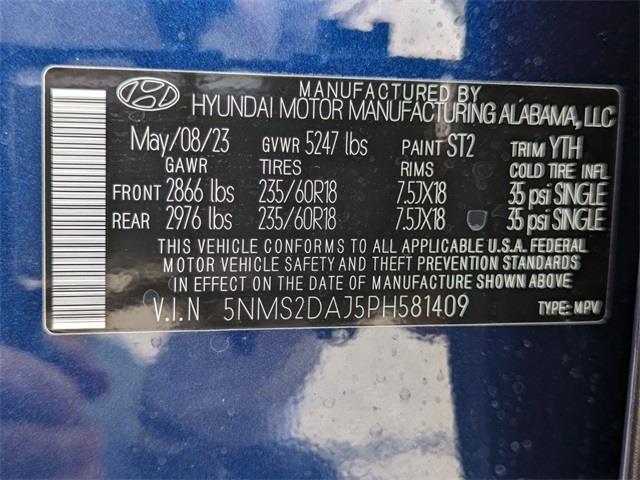 MANUFACTURED BY
HYUNDAI MOTOR MANUFACTURING ALABAMA, LLC
May/08/23 GVWR 5247 lbs PAINT ST2 TRIM YTH
GAWR TIRES RIMS COLD TIRE INFL
FRONT 2866 lbs 235/60R18 7.5JX18 35 psi SINGLE
REAR 2976 lbs 235/60R18 7.5JX18 35 psi SINGLE
THIS VEHICLE CONFORMS TO ALL APPLICABLE U.S.A. FEDERAL
MOTOR VEHICLE SAFETY AND THEFT PREVENTION STANDARDS
IN EFFECT ON THE DATE OF MANUFACTURE SHOWN ABOVE.
V.I.N 5NMS2DAJ5PH581409 TYPE: MPV